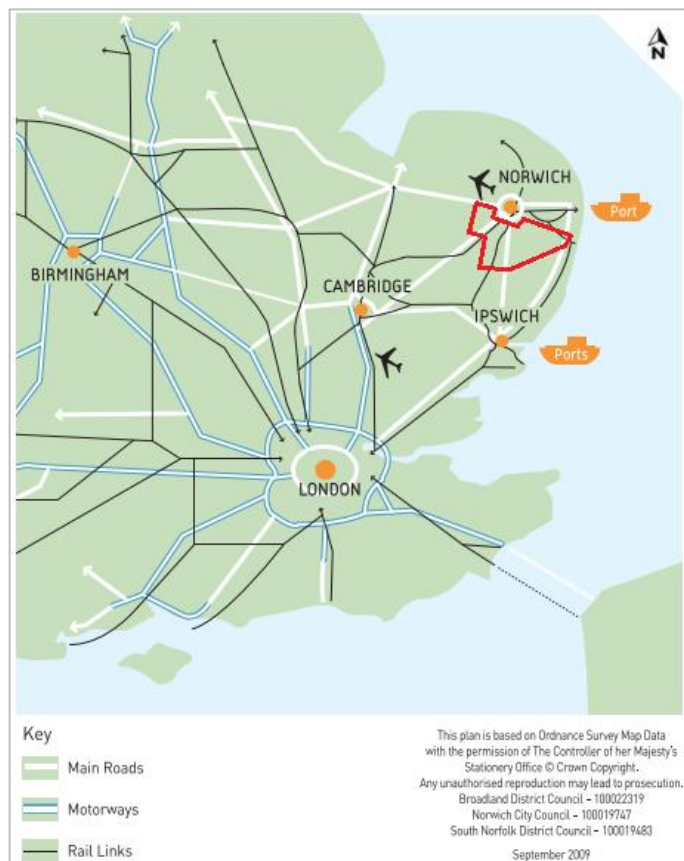 N
NORWICH
Port
BIRMINGHAM
CAMBRIDGE
IPSWICH
Ports
LONDON
Key
Main Roads
Motorways
Rail Links
This plan is based on Ordnance Survey Map Data
with the permission of The Controller of her Majesty's
Stationery Office © Crown Copyright.
Any unauthorised reproduction may lead to prosecution.
Broadland District Council - 100022319
Norwich City Council - 100019747
South Norfolk District Council - 100019483
September 2009